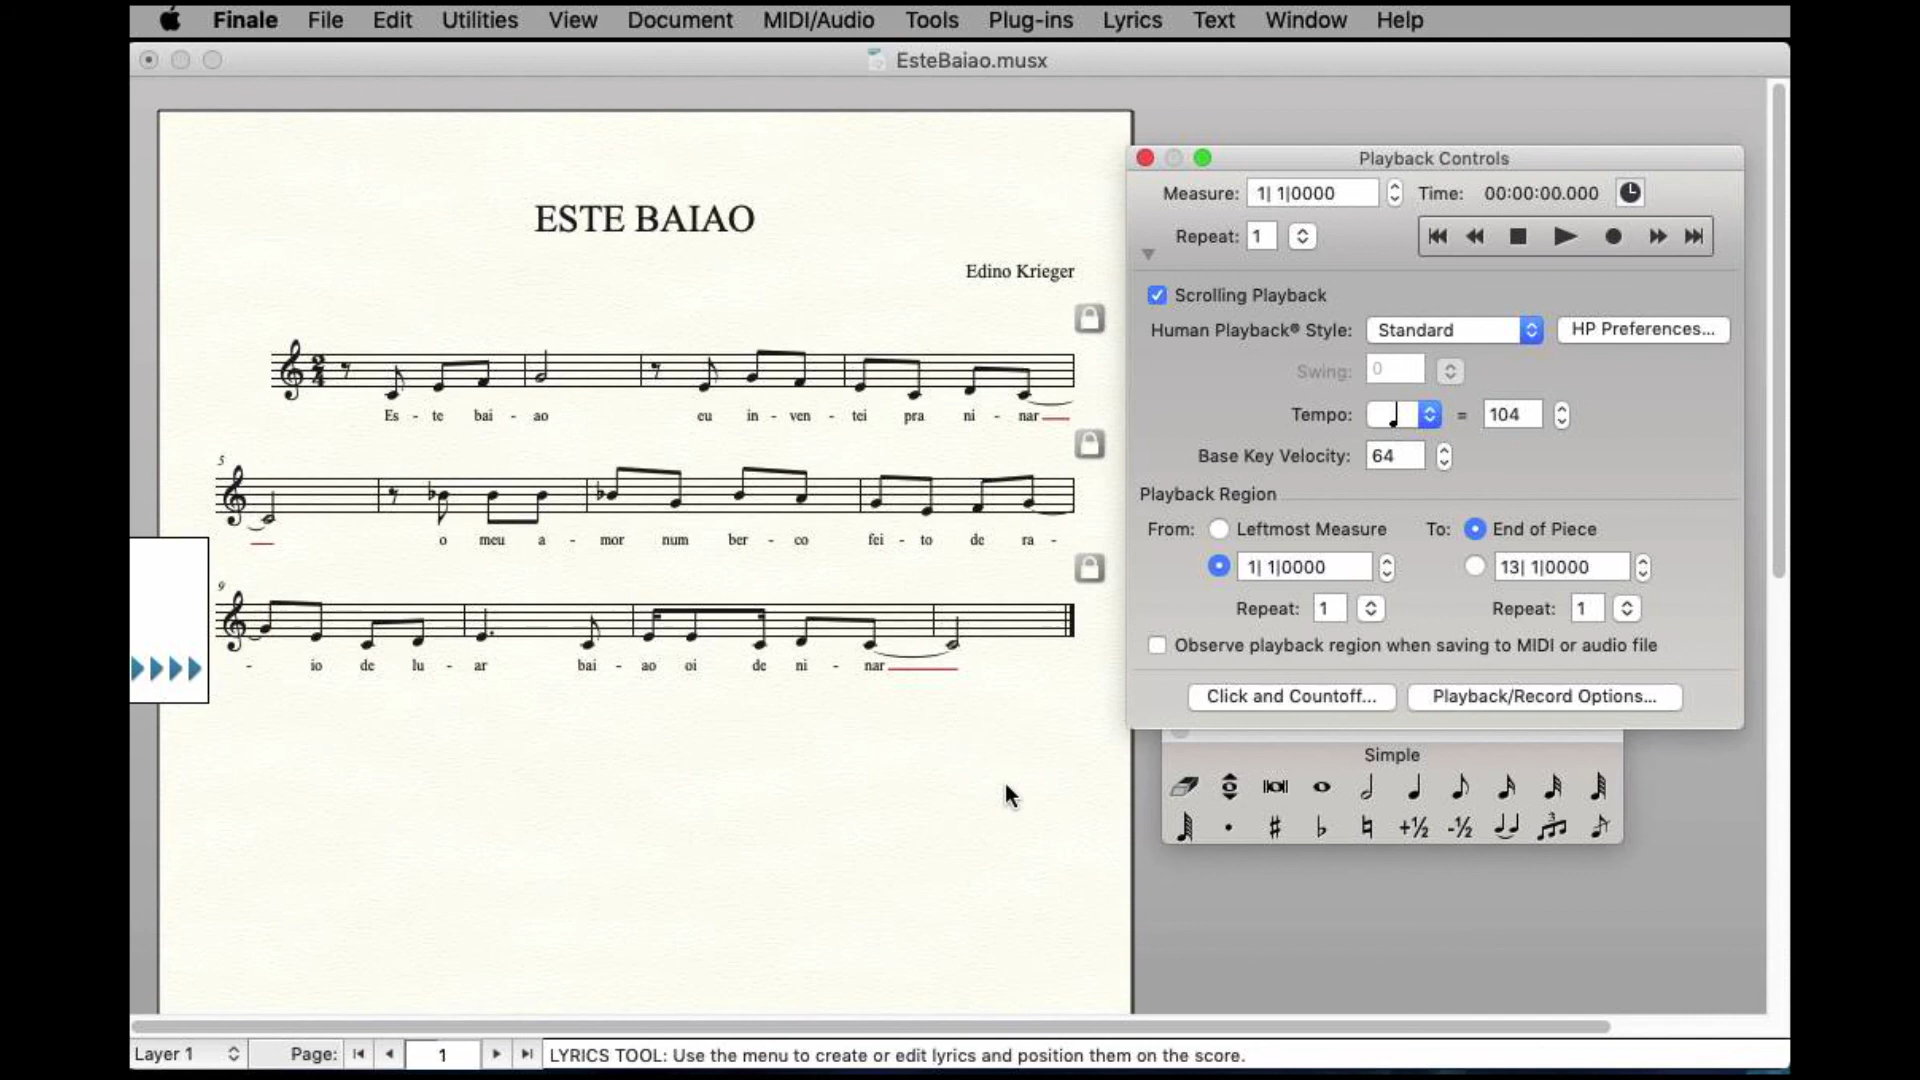 Finale File Edit Utilities View Document MIDI/Audio Tools Plug-ins Lyrics Text Window Help
EsteBaiao.musx
ESTE BAIAO
Edino Krieger
2
4
Es - te bai - ao eu in - ven - tei pra ni - nar
5
o meu a - mor num ber - co fei - to de ra -
9
- io de lu - ar bai - ao oi de ni - nar
Playback Controls
Measure: 1| 1|0000 Time: 00:00:00.000
Repeat: 1
Scrolling Playback
Human Playback® Style: Standard HP Preferences...
Swing: 0
Tempo: = 104
Base Key Velocity: 64
Playback Region
From: Leftmost Measure To: End of Piece
1| 1|0000 13| 1|0000
Repeat: 1 Repeat: 1
Observe playback region when saving to MIDI or audio file
Click and Countoff... Playback/Record Options...
Simple
+½ -½ 3
Layer 1 Page: 1 LYRICS TOOL: Use the menu to create or edit lyrics and position them on the score.